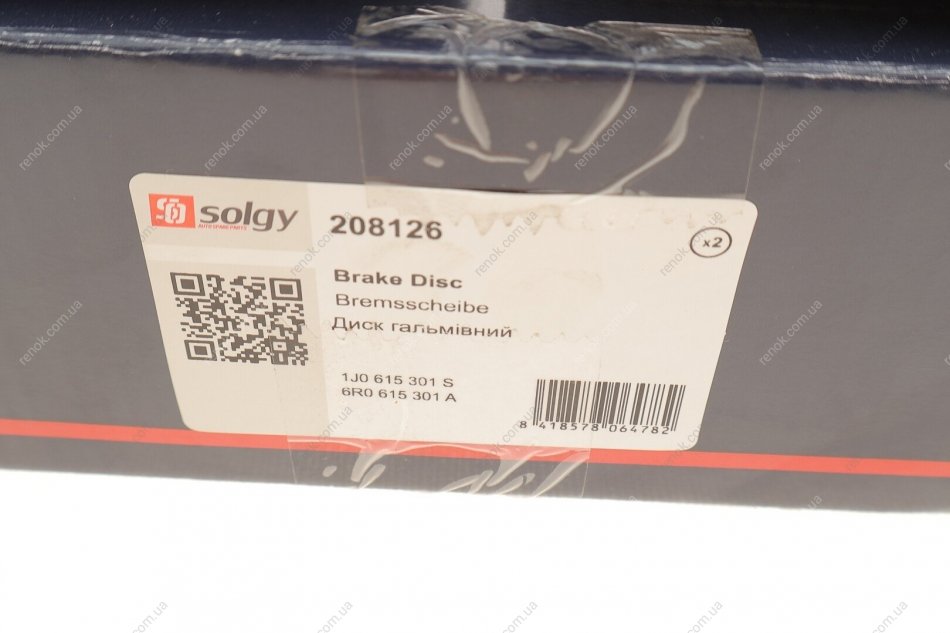 solgy
AUTO SPARE PARTS
208126
x2
Brake Disc
Bremsscheibe
Диск гальмівний
1J0 615 301 S
6R0 615 301 A
8 418578 064782
renok.com.ua